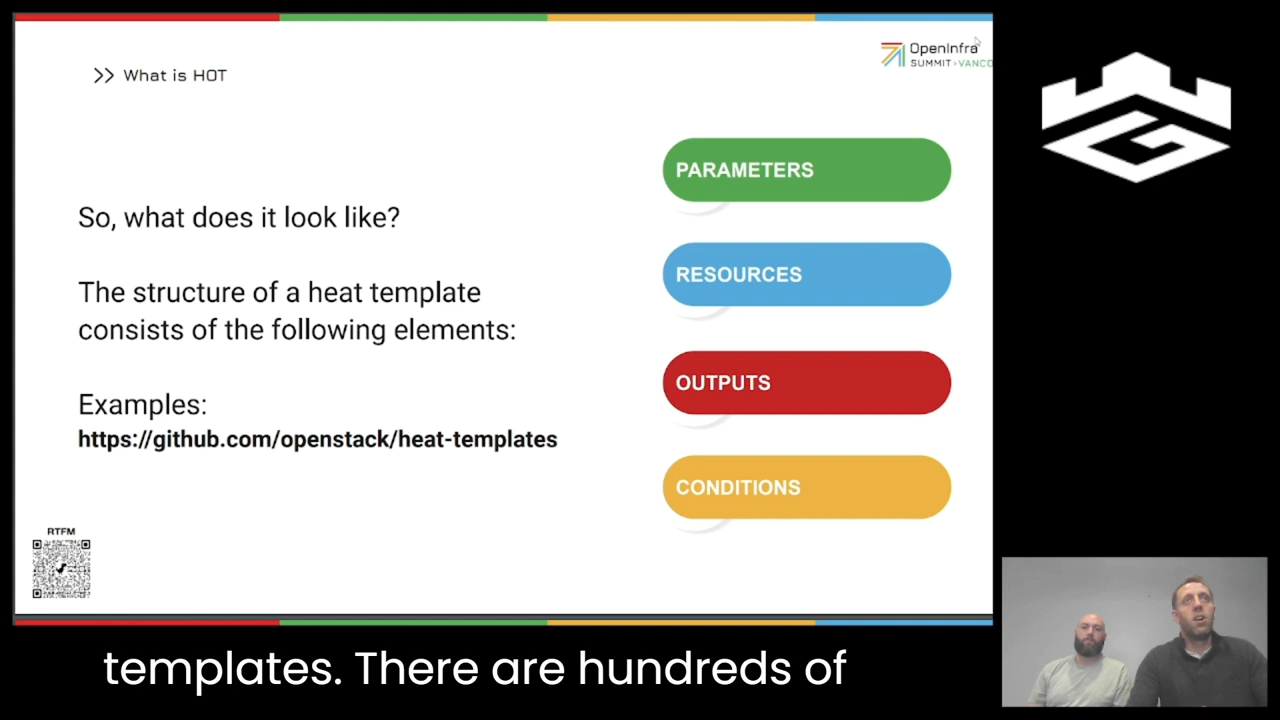 What is HOT
OpenInfra
SUMMIT
VANCO
So, what does it look like?
The structure of a heat template
consists of the following elements:
Examples:
https://github.com/openstack/heat-templates
PARAMETERS
RESOURCES
OUTPUTS
CONDITIONS
RTFM
templates. There are hundreds of